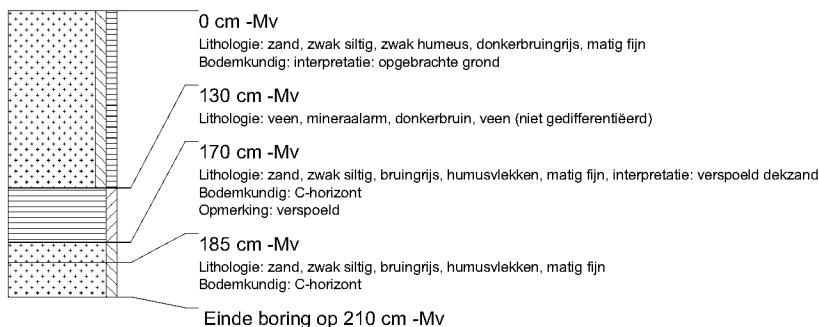 0 cm -Mv
Lithologie: zand, zwak siltig, zwak humeus, donkerbruingrijs, matig fijn
Bodemkundig: interpretatie: opgebrachte grond
130 cm -Mv
Lithologie: veen, mineraalarm, donkerbruin, veen (niet gedifferentiëerd)
170 cm -Mv
Lithologie: zand, zwak siltig, bruingrijs, humusvlekken, matig fijn, interpretatie: verspoeld dekzand
Bodemkundig: C-horizont
Opmerking: verspoeld
185 cm -Mv
Lithologie: zand, zwak siltig, bruingrijs, humusvlekken, matig fijn
Bodemkundig: C-horizont
Einde boring op 210 cm -Mv